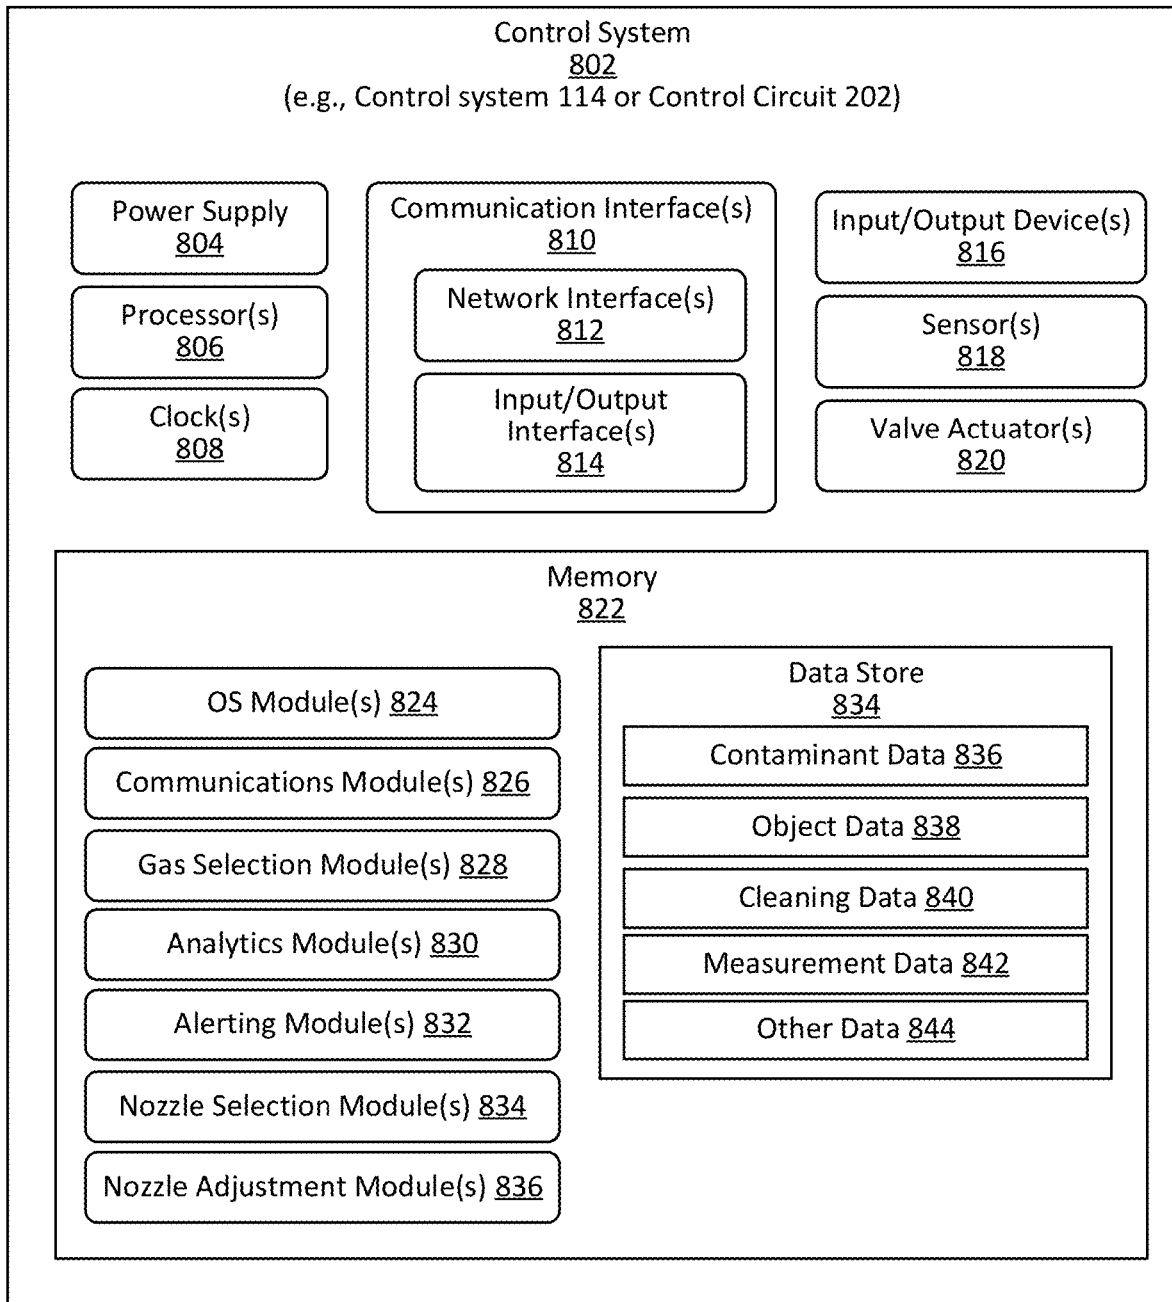 Control System
802
(e.g., Control system 114 or Control Circuit 202)
Power Supply
804
Processor(s)
806
Clock(s)
808
Communication Interface(s)
810
Network Interface(s)
812
Input/Output
Interface(s)
814
Input/Output Device(s)
816
Sensor(s)
818
Valve Actuator(s)
820
Memory
822
OS Module(s) 824
Communications Module(s) 826
Gas Selection Module(s) 828
Analytics Module(s) 830
Alerting Module(s) 832
Nozzle Selection Module(s) 834
Nozzle Adjustment Module(s) 836
Data Store
834
Contaminant Data 836
Object Data 838
Cleaning Data 840
Measurement Data 842
Other Data 844